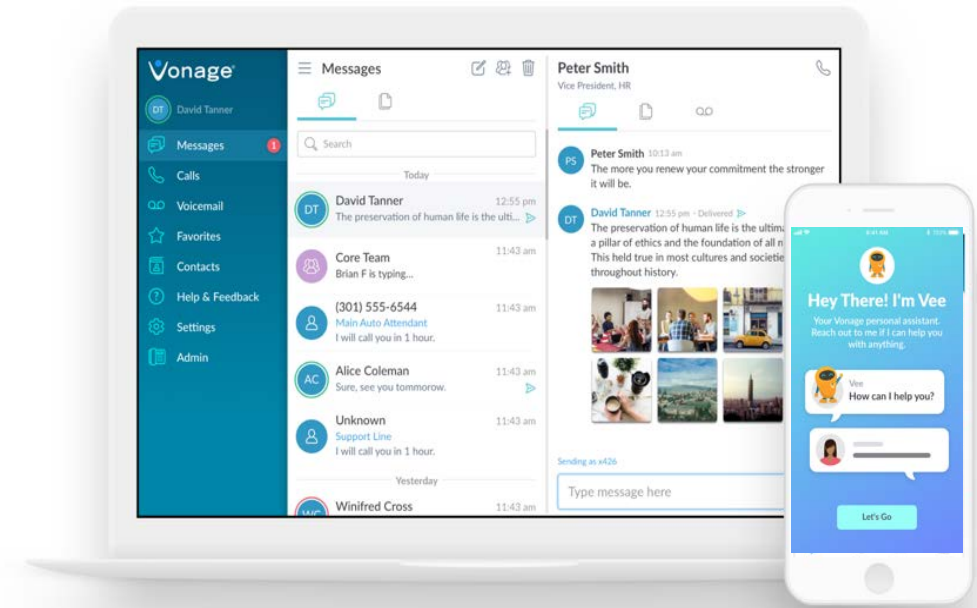 Vonage
DT David Tanner
Messages 1
Calls
Voicemail
Favorites
Contacts
Help & Feedback
Settings
Admin
Messages
Search
Today
DT
David Tanner 12:55 pm
The preservation of human life is the ulti...
Core Team 11:43 am
Brian F is typing...
(301) 555-6544 11:43 am
Main Auto Attendant
I will call you in 1 hour.
AC
Alice Coleman 11:43 am
Sure, see you tommorow.
Unknown 11:43 am
Support Line
I will call you in 1 hour.
Yesterday
WC
Winifred Cross 11:43 am
Peter Smith
Vice President, HR
PS
Peter Smith 10:13 am
The more you renew your commitment the stronger
it will be.
DT
David Tanner 12:55 pm - Delivered
The preservation of human life is the ultima
a pillar of ethics and the foundation of all n
This held true in most cultures and societie
throughout history.
Sending as x426
Type message here
9:41 AM
Hey There! I'm Vee
Your Vonage personal assistant.
Reach out to me if I can help you
with anything.
Vee
How can I help you?
Let's Go